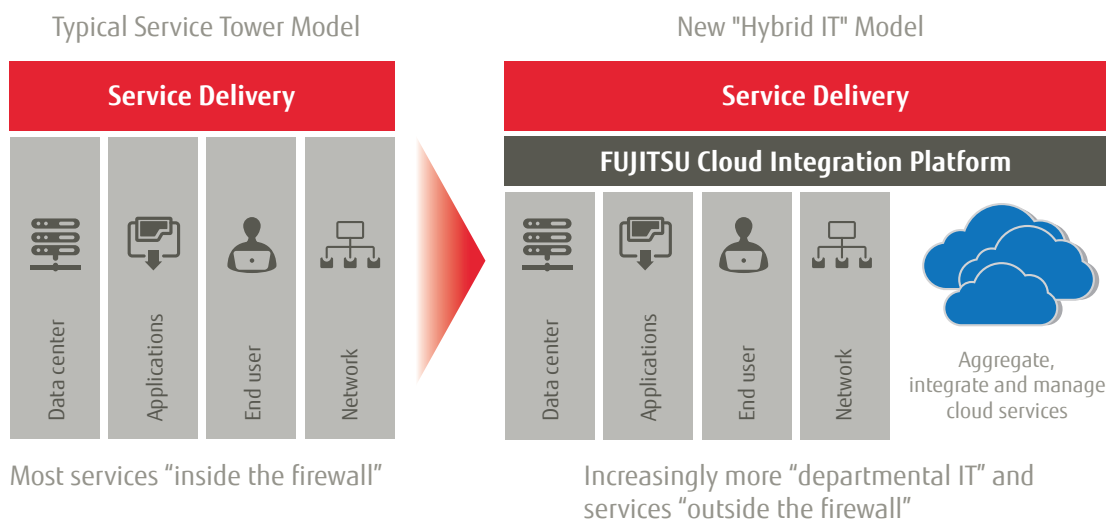 Typical Service Tower Model
Service Delivery
Data center
Applications
End user
Network
Most services “inside the firewall”
New "Hybrid IT" Model
Service Delivery
FUJITSU Cloud Integration Platform
Data center
Applications
End user
Network
Aggregate,
integrate and manage
cloud services
Increasingly more “departmental IT” and
services “outside the firewall”